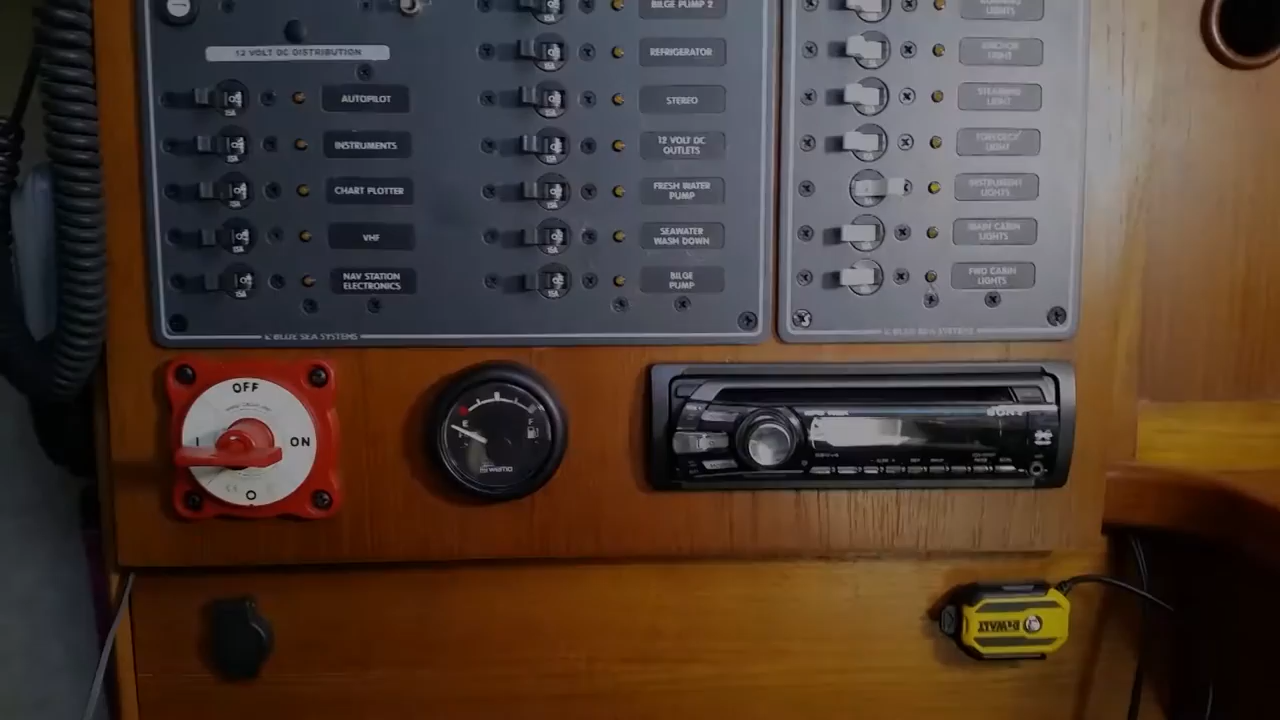 BILGE PUMP 2
LIGHTS
12 VOLT DC DISTRIBUTION
REFRIGERATOR
ANCHOR
LIGHT
AUTOPILOT
STEREO
STEAMING
LIGHT
INSTRUMENTS
12 VOLT DC
OUTLETS
FOREDECK
LIGHT
CHART PLOTTER
FRESH WATER
PUMP
INSTRUMENT
LIGHTS
VHF
SEAWATER
WASH DOWN
MAIN CABIN
LIGHTS
NAV STATION
ELECTRONICS
BILGE
PUMP
FWD CABIN
LIGHTS
BLUE SEA SYSTEMS
BLUE SEA SYSTEMS
OFF
I
ON
O
E
F
wema
SONY
DEWALT